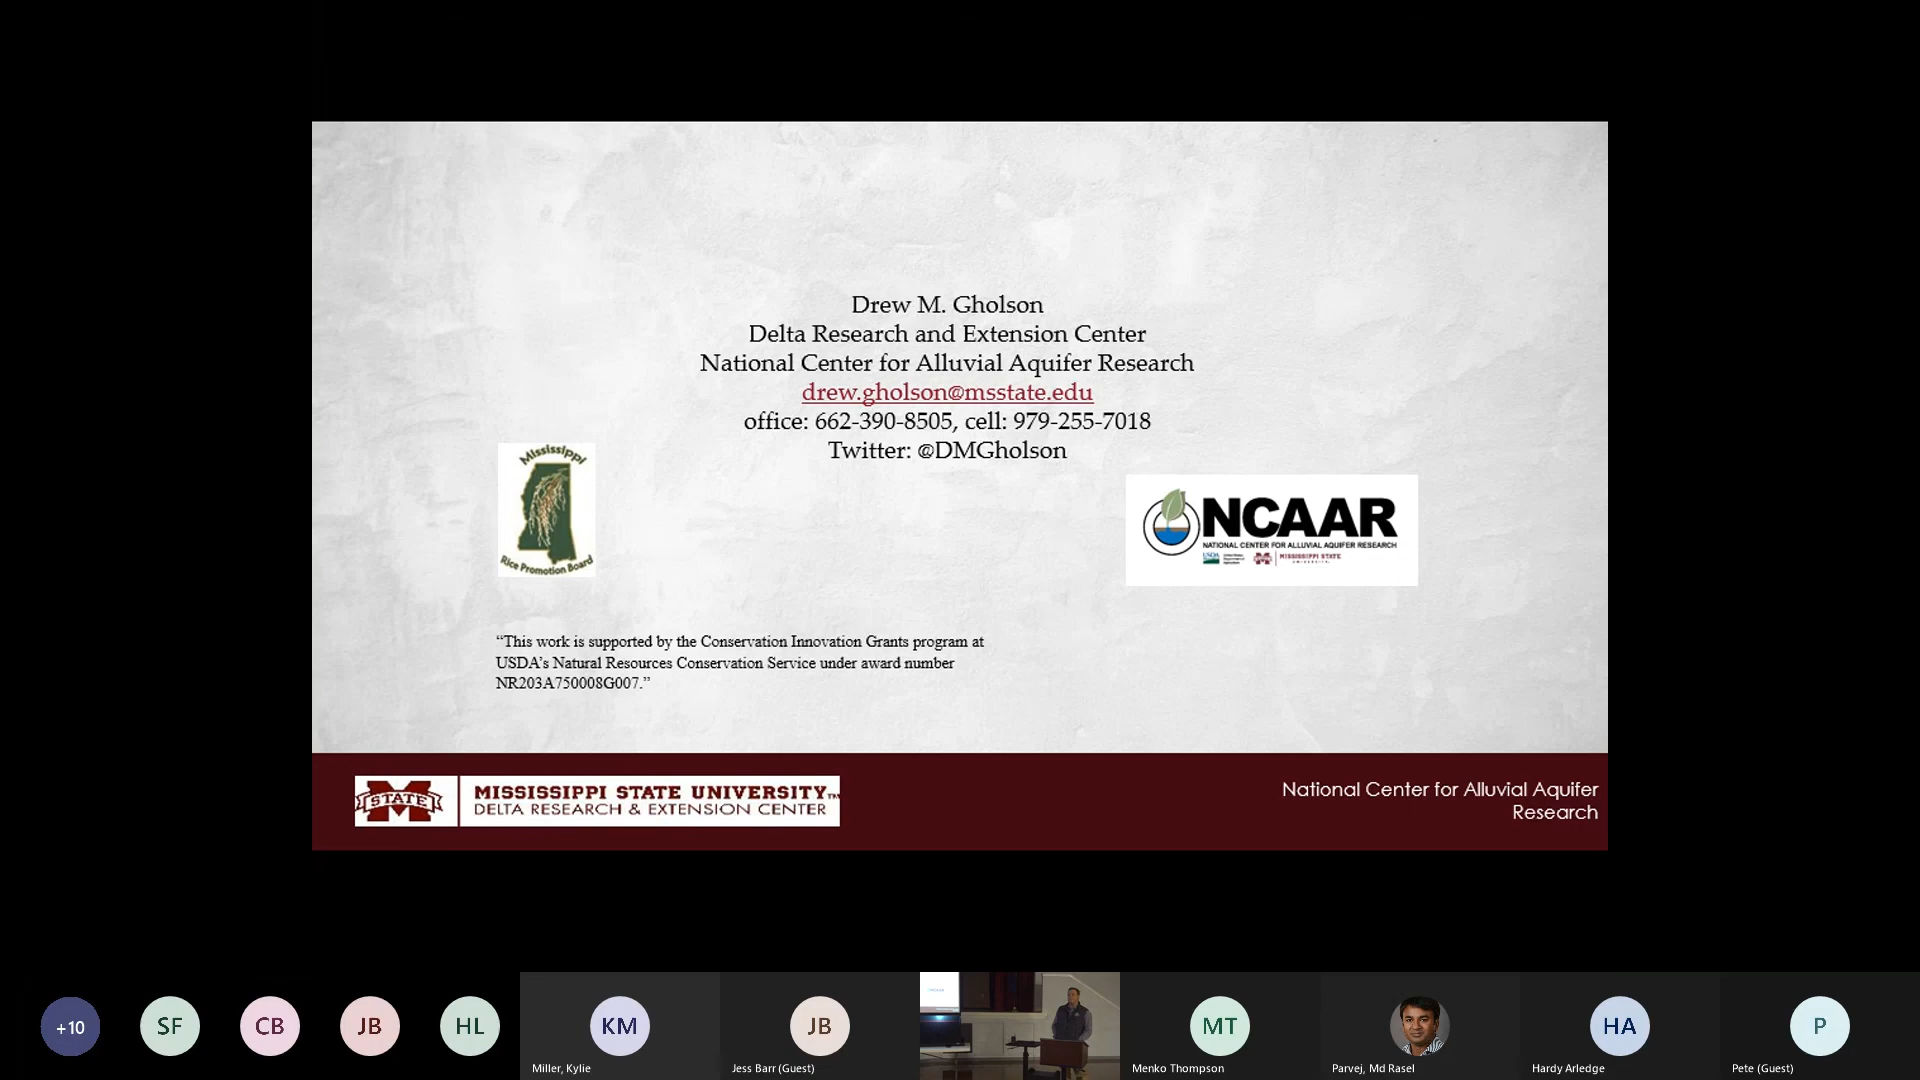 Drew M. Gholson
Delta Research and Extension Center
National Center for Alluvial Aquifer Research
drew.gholson@msstate.edu
office: 662-390-8505, cell: 979-255-7018
Twitter: @DMGholson
Mississippi
Rice Promotion Board
NCAAR
NATIONAL CENTER FOR ALLUVIAL AQUIFER RESEARCH
USDA
MISSISSIPPI STATE
UNIVERSITY
“This work is supported by the Conservation Innovation Grants program at
USDA’s Natural Resources Conservation Service under award number
NR203A750008G007.”
STATE
MISSISSIPPI STATE UNIVERSITY™
DELTA RESEARCH & EXTENSION CENTER
National Center for Alluvial Aquifer
Research
+10
SF
CB
JB
HL
KM
JB
MT
HA
P
Miller, Kylie
Jess Barr (Guest)
Menko Thompson
Parvej, Md Rasel
Hardy Arledge
Pete (Guest)